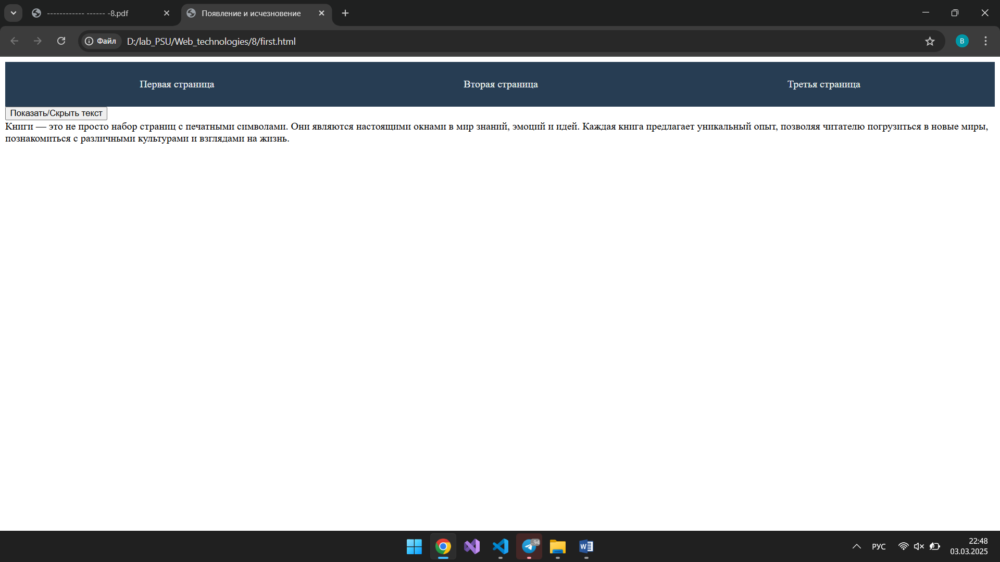 ------------ ------ -8.pdf
Появление и исчезновение
Файл
D:/lab_PSU/Web_technologies/8/first.html
B
Первая страница
Вторая страница
Третья страница
Показать/Скрыть текст
Книги — это не просто набор страниц с печатными символами. Они являются настоящими окнами в мир знаний, эмоций и идей. Каждая книга предлагает уникальный опыт, позволяя читателю погрузиться в новые миры,
познакомиться с различными культурами и взглядами на жизнь.
..94
W
РУС
22:48
03.03.2025